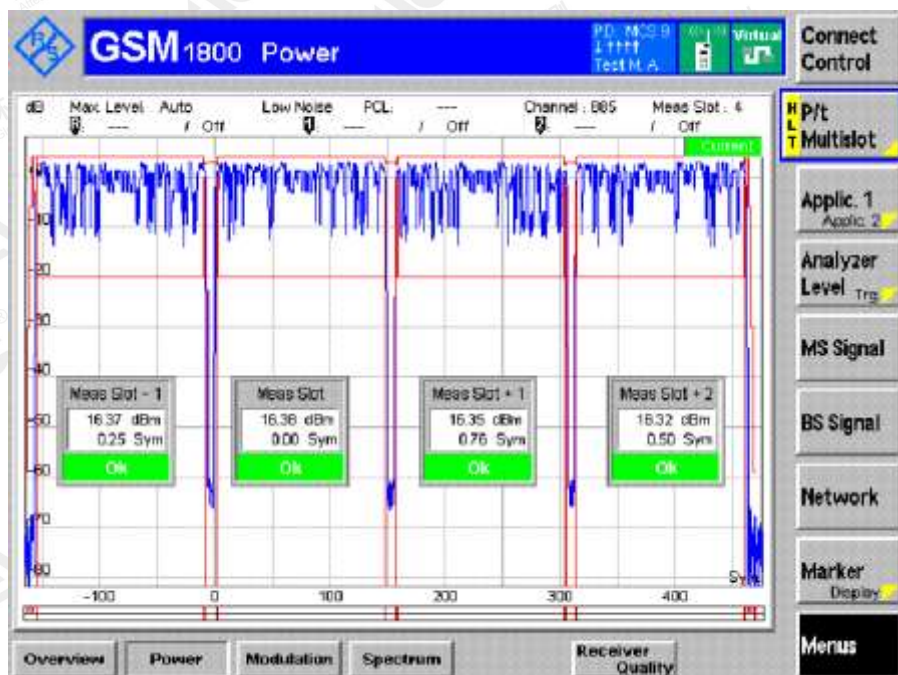 R&S
GSM 1800 Power
PD: MCS 9
Test M. A
Virtual
Connect Control
dB Max. Level: Auto Low Noise PCL: --- Channel : 885 Meas Slot : 4
--- / Off 1 --- / Off 2 --- / Off
Current
HLT
P/t Multislot
Applic. 1
Applic. 2
Analyzer Level Trg
MS Signal
BS Signal
Network
Marker
Display
Menus
-10
-20
-30
-40
-50
-60
-70
-80
Meas Slot - 1
16.37 dBm
0.25 Sym
Ok
Meas Slot
16.36 dBm
0.00 Sym
Ok
Meas Slot + 1
16.35 dBm
0.76 Sym
Ok
Meas Slot + 2
16.32 dBm
0.50 Sym
Ok
-100 0 100 200 300 400
Overview Power Modulation Spectrum Receiver Quality